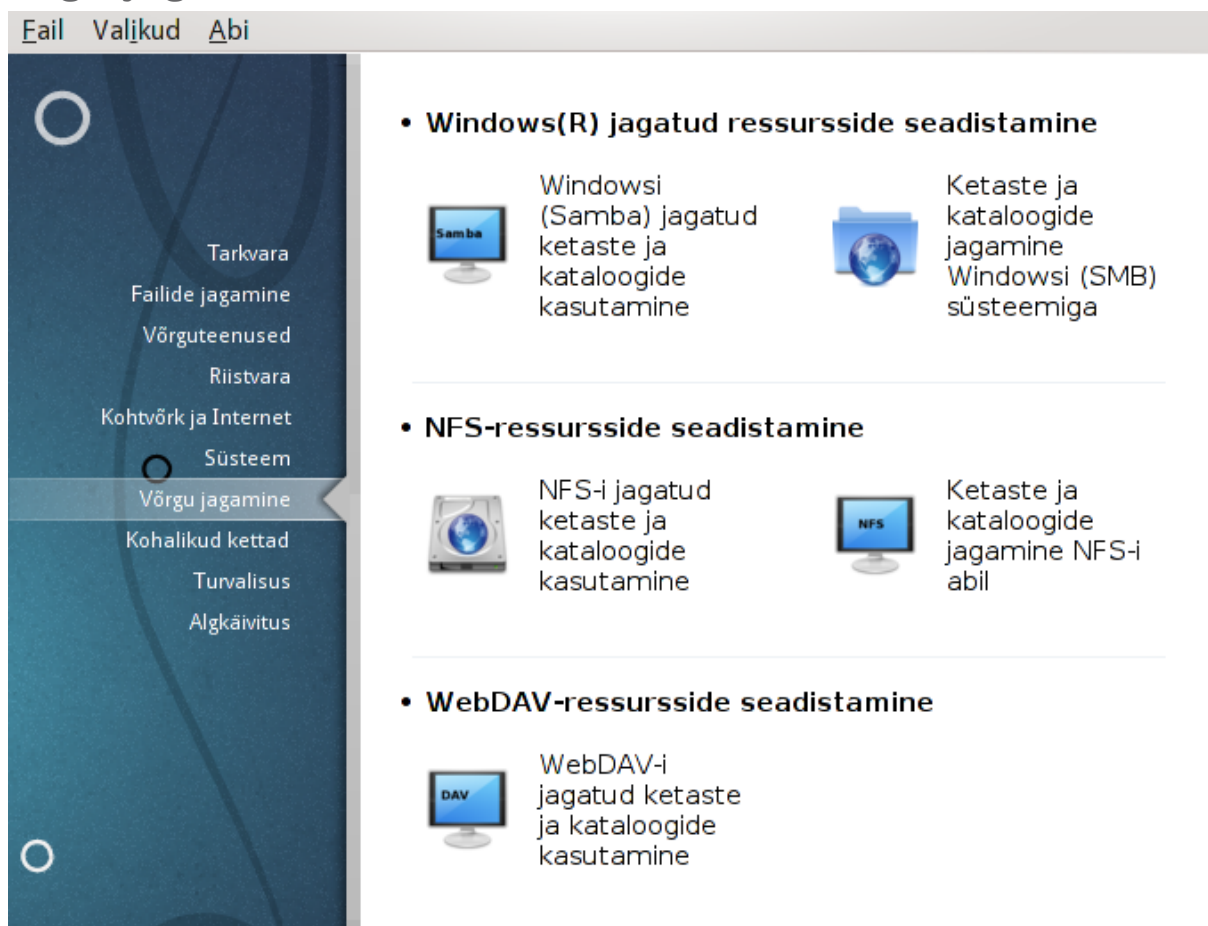 Fail Valikud Abi
Tarkvara
Failide jagamine
Võrguteenused
Riistvara
Kohtvõrk ja Internet
Süsteem
Võrgu jagamine
Kohalikud kettad
Turvalisus
Algkäivitus
• Windows(R) jagatud ressursside seadistamine
Samba
Windowsi
(Samba) jagatud
ketaste ja
kataloogide
kasutamine
Ketaste ja
kataloogide
jagamine
Windowsi (SMB)
süsteemiga
• NFS-ressursside seadistamine
NFS-i jagatud
ketaste ja
kataloogide
kasutamine
NFS
Ketaste ja
kataloogide
jagamine NFS-i
abil
• WebDAV-ressursside seadistamine
DAV
WebDAV-i
jagatud ketaste
ja kataloogide
kasutamine